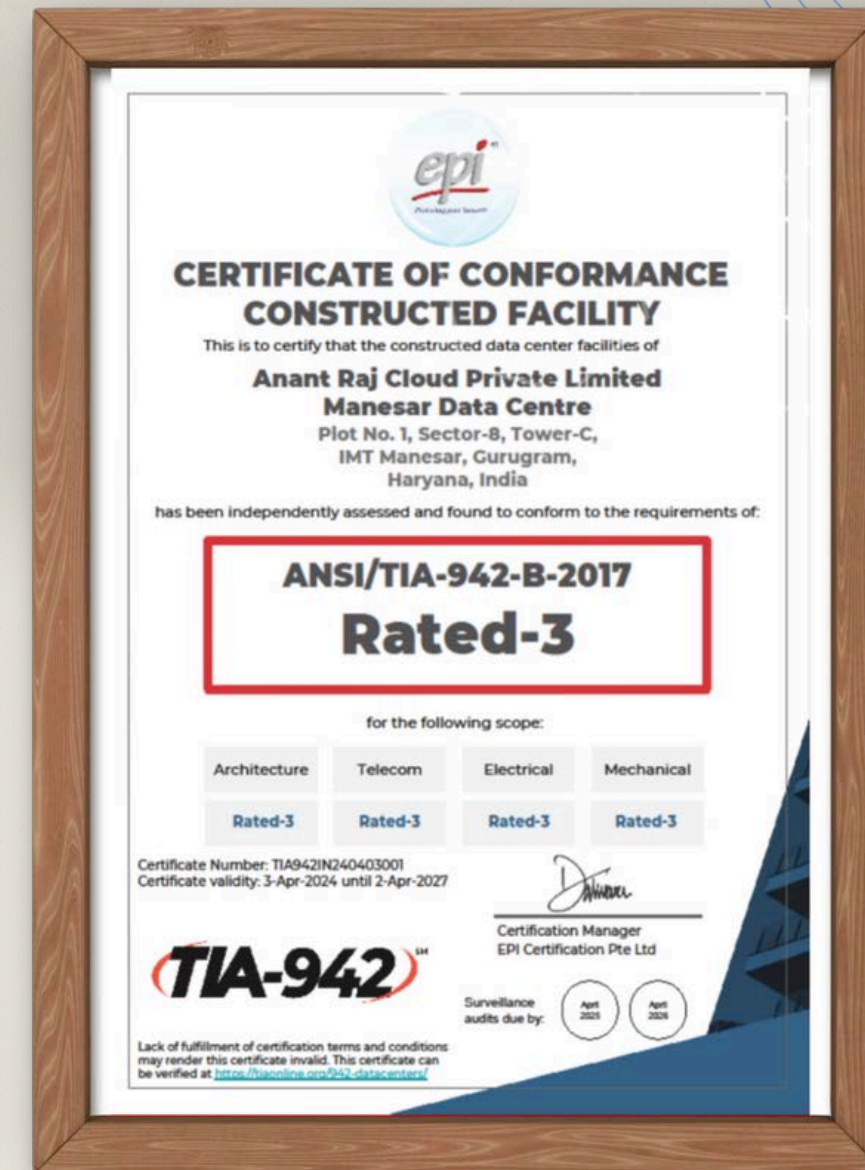 epi
CERTIFICATE OF CONFORMANCE
CONSTRUCTED FACILITY
This is to certify that the constructed data center facilities of
Anant Raj Cloud Private Limited
Manesar Data Centre
Plot No. 1, Sector-8, Tower-C,
IMT Manesar, Gurugram,
Haryana, India
has been independently assessed and found to conform to the requirements of:
ANSI/TIA-942-B-2017
Rated-3
for the following scope:
Architecture Telecom Electrical Mechanical
Rated-3 Rated-3 Rated-3 Rated-3
Certificate Number: TIA942IN240403001
Certificate validity: 3-Apr-2024 until 2-Apr-2027
Certification Manager
EPI Certification Pte Ltd
TIA-942 SM
Surveillance
audits due by:
April
2025
April
2026
Lack of fulfillment of certification terms and conditions
may render this certificate invalid. This certificate can
be verified at https://tiaonline.org/942-datacenters/